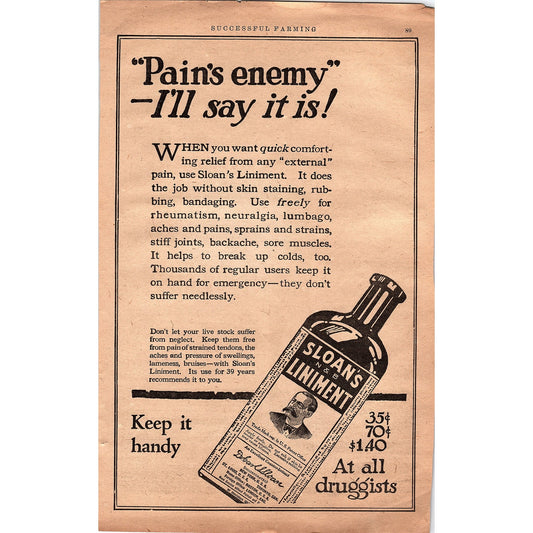 SUCCESSFUL FARMING 89
"Pain's enemy"
—I'll say it is!
WHEN you want quick comfort-
ing relief from any "external"
pain, use Sloan's Liniment. It does
the job without skin staining, rub-
bing, bandaging. Use freely for
rheumatism, neuralgia, lumbago,
aches and pains, sprains and strains,
stiff joints, backache, sore muscles.
It helps to break up colds, too.
Thousands of regular users keep it
on hand for emergency—they don't
suffer needlessly.
Don't let your live stock suffer
from neglect. Keep them free
from pain of strained tendons, the
aches and pressure of swellings,
lameness, bruises—with Sloan's
Liniment. Its use for 39 years
recommends it to you.
SLOAN'S
N & B
LINIMENT
Keep it
handy
35¢
70¢
$1.40
At all
druggists